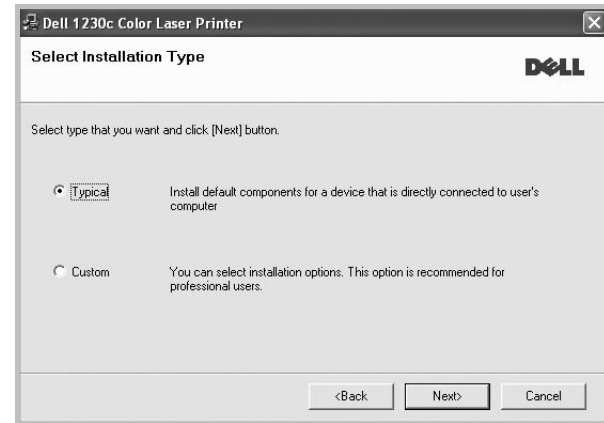 Dell 1230c Color Laser Printer
Select Installation Type
DELL
Select type that you want and click [Next] button.
Typical
Install default components for a device that is directly connected to user's
computer
Custom
You can select installation options. This option is recommended for
professional users.
<Back
Next>
Cancel